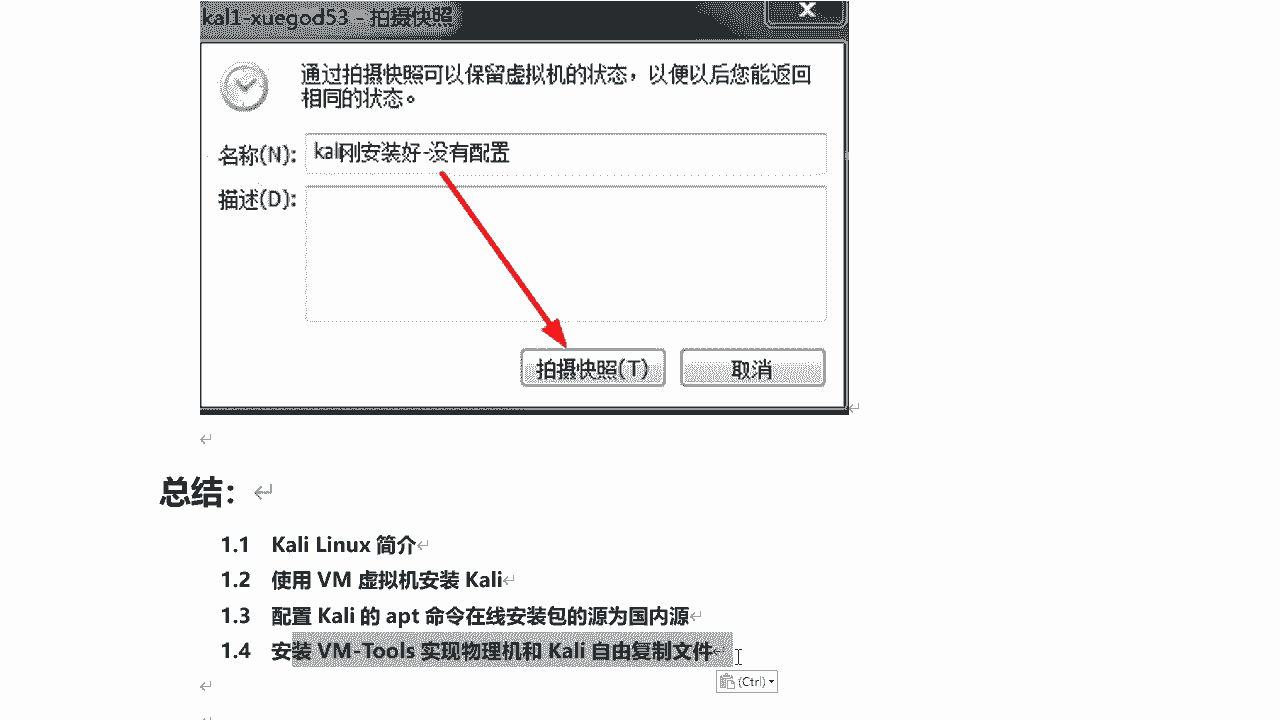 kal1-xuegod53 - 拍摄快照
通过拍摄快照可以保留虚拟机的状态，以便以后您能返回
相同的状态。
名称(N):
kali刚安装好-没有配置
描述(D):
拍摄快照(T)
取消
总结：
1.1 Kali Linux 简介
1.2 使用 VM 虚拟机安装 Kali
1.3 配置 Kali 的 apt 命令在线安装包的源为国内源
1.4 安装 VM-Tools 实现物理机和 Kali 自由复制文件
(Ctrl)